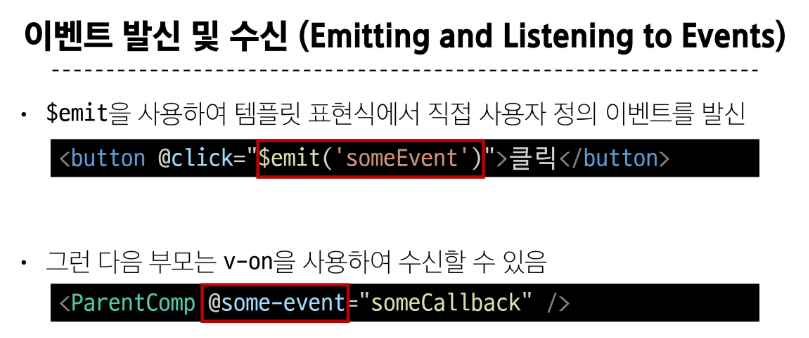 이벤트 발신 및 수신 (Emitting and Listening to Events)
• $emit을 사용하여 템플릿 표현식에서 직접 사용자 정의 이벤트를 발신
<button @click="$emit('someEvent')">클릭</button>
• 그런 다음 부모는 v-on을 사용하여 수신할 수 있음
<ParentComp @some-event="someCallback" />